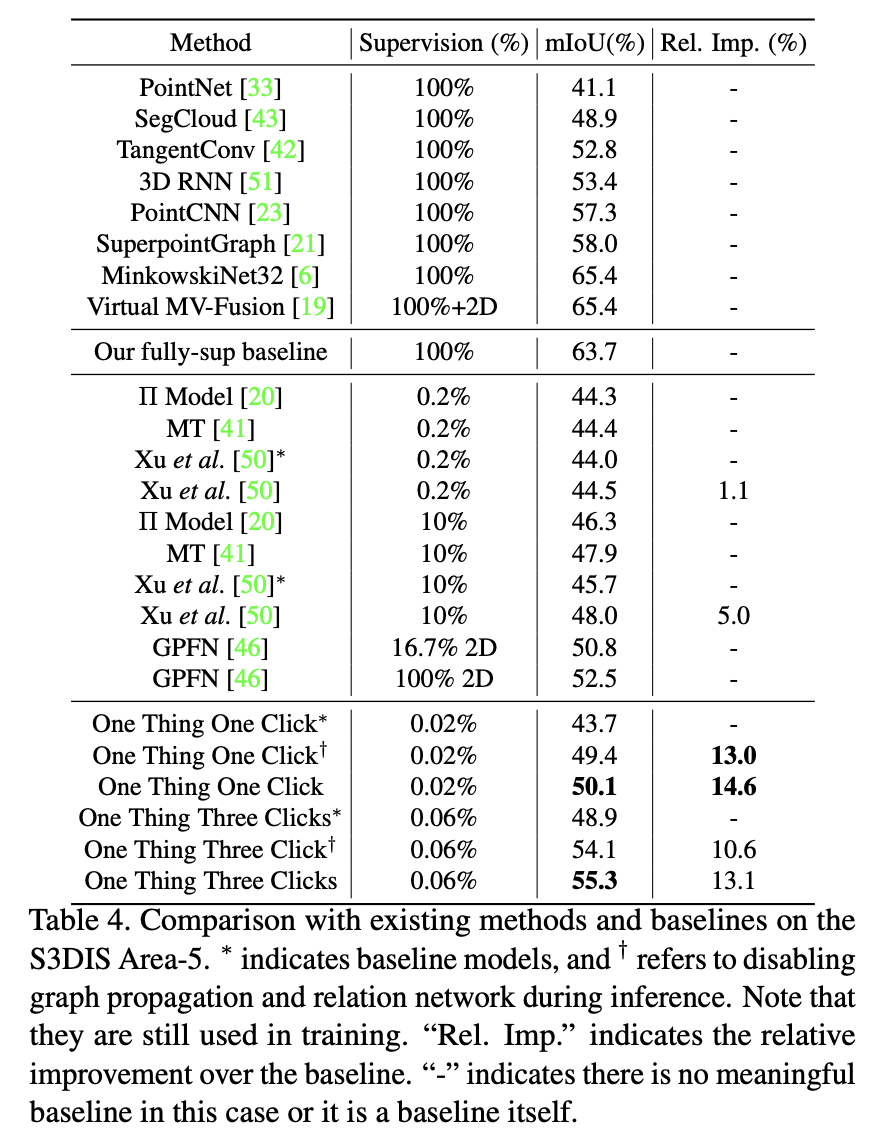 Method Supervision (%) mIoU(%) Rel. Imp. (%)
PointNet [33] 100% 41.1 -
SegCloud [43] 100% 48.9 -
TangentConv [42] 100% 52.8 -
3D RNN [51] 100% 53.4 -
PointCNN [23] 100% 57.3 -
SuperpointGraph [21] 100% 58.0 -
MinkowskiNet32 [6] 100% 65.4 -
Virtual MV-Fusion [19] 100%+2D 65.4 -
Our fully-sup baseline 100% 63.7 -
Π Model [20] 0.2% 44.3 -
MT [41] 0.2% 44.4 -
Xu et al. [50]* 0.2% 44.0 -
Xu et al. [50] 0.2% 44.5 1.1
Π Model [20] 10% 46.3 -
MT [41] 10% 47.9 -
Xu et al. [50]* 10% 45.7 -
Xu et al. [50] 10% 48.0 5.0
GPFN [46] 16.7% 2D 50.8 -
GPFN [46] 100% 2D 52.5 -
One Thing One Click* 0.02% 43.7 -
One Thing One Click† 0.02% 49.4 13.0
One Thing One Click 0.02% 50.1 14.6
One Thing Three Clicks* 0.06% 48.9 -
One Thing Three Click† 0.06% 54.1 10.6
One Thing Three Clicks 0.06% 55.3 13.1
Table 4. Comparison with existing methods and baselines on the
S3DIS Area-5. * indicates baseline models, and † refers to disabling
graph propagation and relation network during inference. Note that
they are still used in training. “Rel. Imp.” indicates the relative
improvement over the baseline. “-” indicates there is no meaningful
baseline in this case or it is a baseline itself.